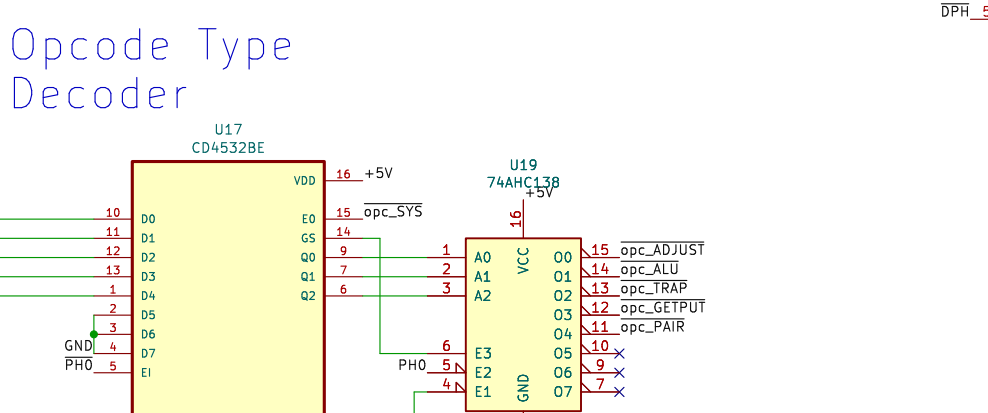 DPH 5
Opcode Type
Decoder
U17
CD4532BE
U19
74AHC138
+5V
VDD 16 +5V
16
VCC
10 D0 E0 15 opc_SYS
11 D1 GS 14
12 D2 Q0 9
13 D3 Q1 7
1 D4 Q2 6
2 D5
3 D6
GND 4 D7
PH0 5 EI
1 A0 O0 15 opc_ADJUST
2 A1 O1 14 opc_ALU
3 A2 O2 13 opc_TRAP
O3 12 opc_GETPUT
O4 11 opc_PAIR
6 E3 O5 10
PH0 5 E2 O6 9
4 E1 O7 7
GND